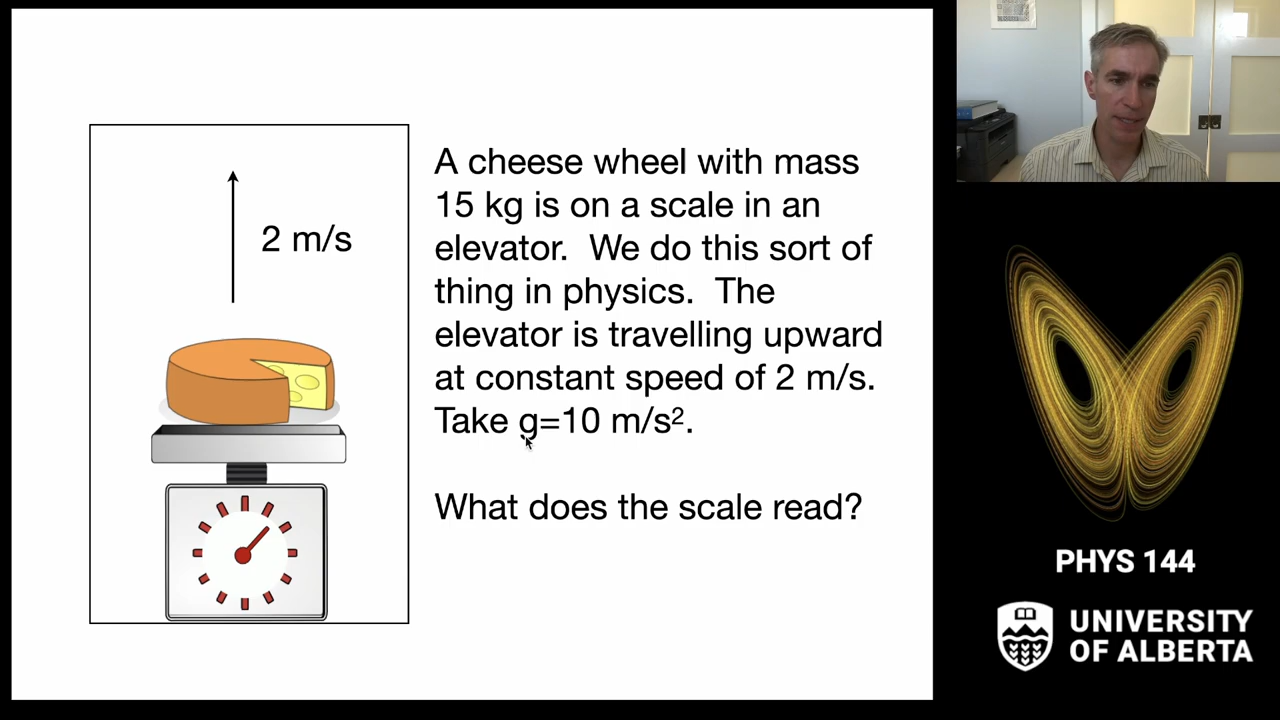 2 m/s
A cheese wheel with mass
15 kg is on a scale in an
elevator.  We do this sort of
thing in physics.  The
elevator is travelling upward
at constant speed of 2 m/s.
Take g=10 m/s².
What does the scale read?
PHYS 144
UNIVERSITY
OF ALBERTA